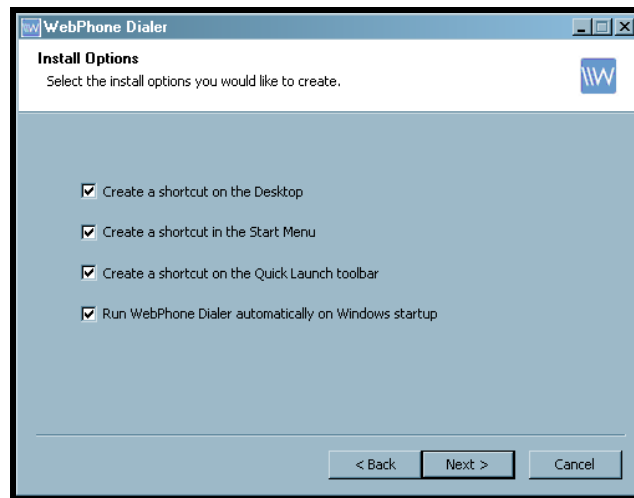 WebPhone Dialer
Install Options
Select the install options you would like to create.
Create a shortcut on the Desktop
Create a shortcut in the Start Menu
Create a shortcut on the Quick Launch toolbar
Run WebPhone Dialer automatically on Windows startup
< Back Next > Cancel